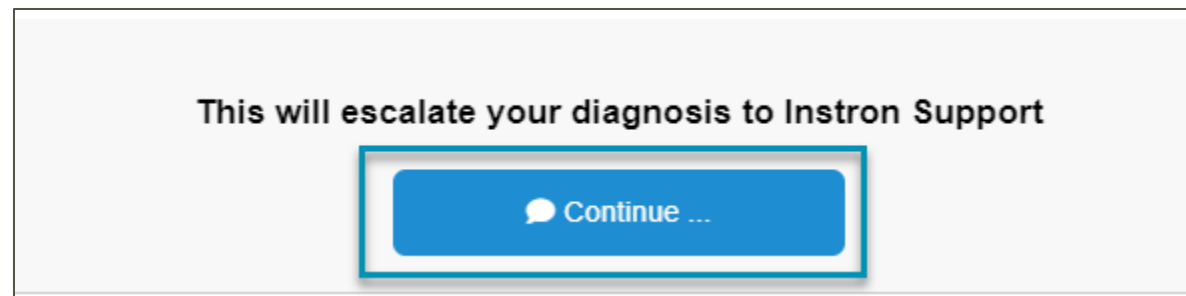 This will escalate your diagnosis to Instron Support
Continue ...